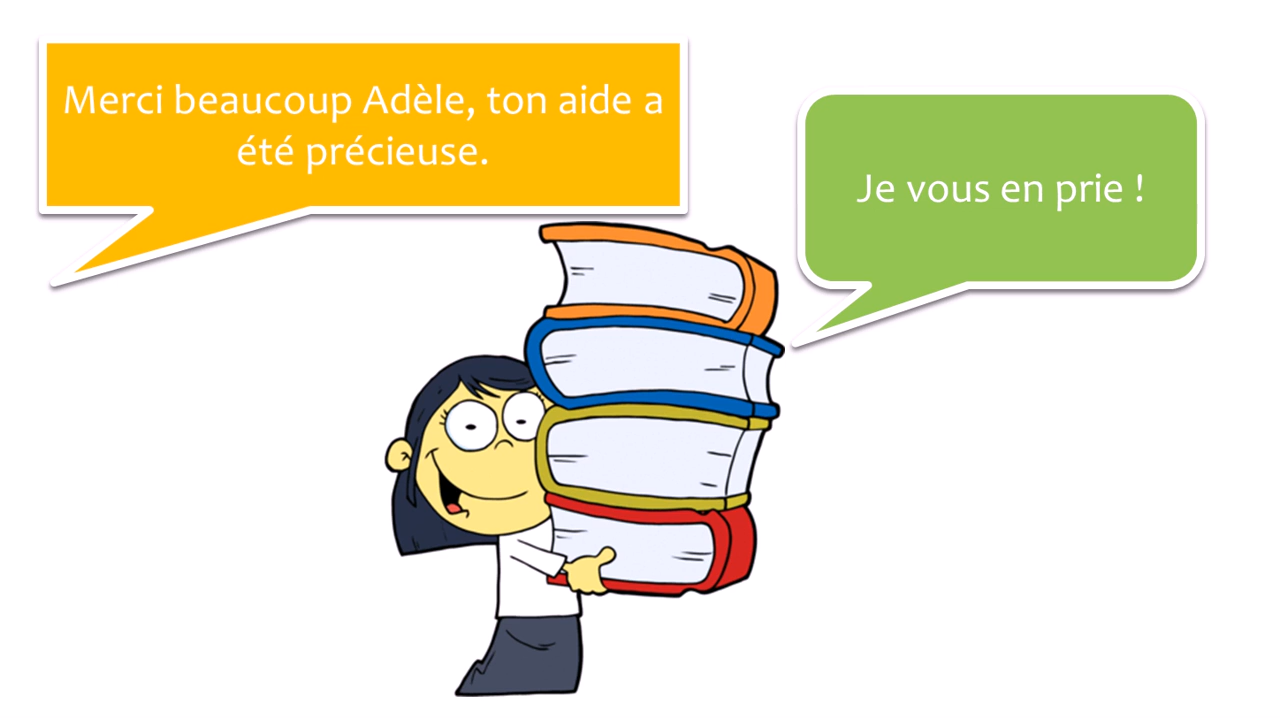 Merci beaucoup Adèle, ton aide a
été précieuse.
Je vous en prie !